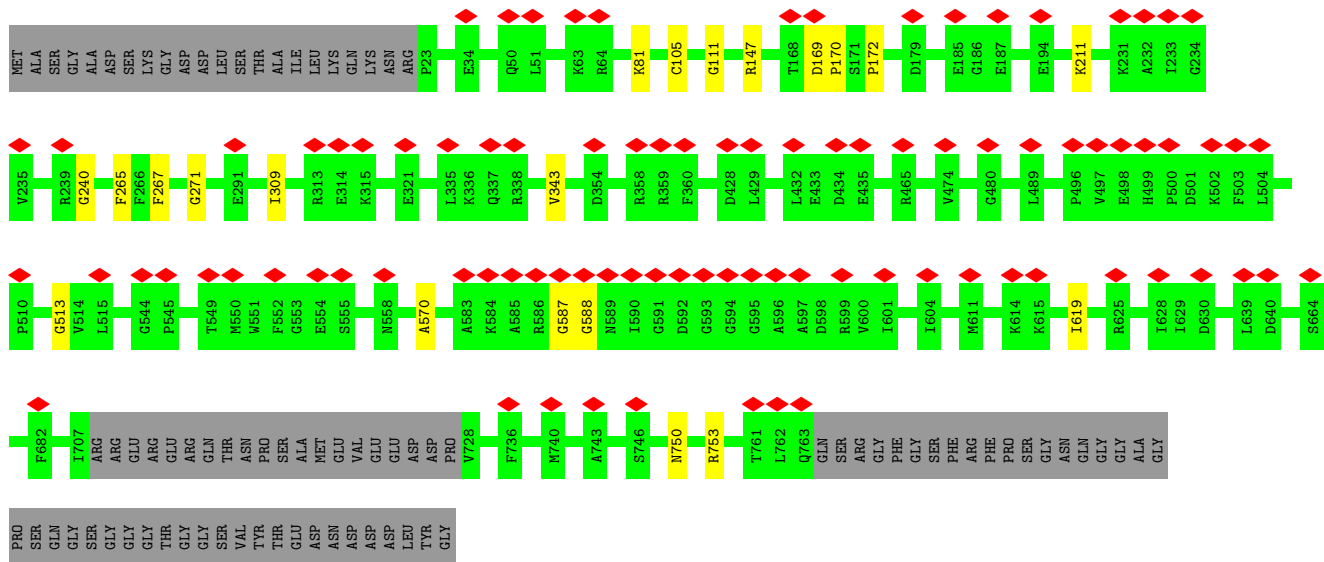 MET ALA SER GLY ALA ASP SER LYS GLY ASP ASP LEU SER THR ALA ILE LEU LYS GLN LYS ASN ARG P23 E34 Q50 L51 K63 R64 K81 C105 G111 R147 T168 D169 P170 S171 P172 D179 E185 G186 E187 E194 K211 K231 A232 I233 G234
V235 R239 G240 F265 F266 F267 G271 E291 I309 R313 E314 K315 E321 L335 K336 Q337 R338 V343 D354 R358 R359 F360 D428 L429 L432 E433 D434 E435 R465 V474 G480 L489 P496 V497 E498 H499 P500 D501 K502 F503 L504
P510 G513 V514 L515 G544 P545 T549 M550 W551 F552 G553 E554 S555 N558 A570 A583 K584 A585 R586 G587 G588 N589 I590 G591 D592 G593 G594 G595 A596 A597 D598 R599 V600 I601 I604 M611 K614 K615 I619 R625 I628 I629 D630 L639 D640 S664
F682 I707 ARG ARG GLU ARG GLU ARG GLN THR ASN PRO SER ALA MET GLU VAL GLU GLU ASP ASP PRO V728 F736 M740 A743 S746 N750 R753 T761 L762 Q763 GLN SER ARG GLY PHE GLY SER PHE ARG PHE PRO SER GLY ASN GLN GLY GLY ALA GLY
PRO SER GLN GLY SER GLY GLY GLY THR GLY GLY SER VAL TYR THR GLU ASP ASN ASP ASP ASP LEU TYR GLY